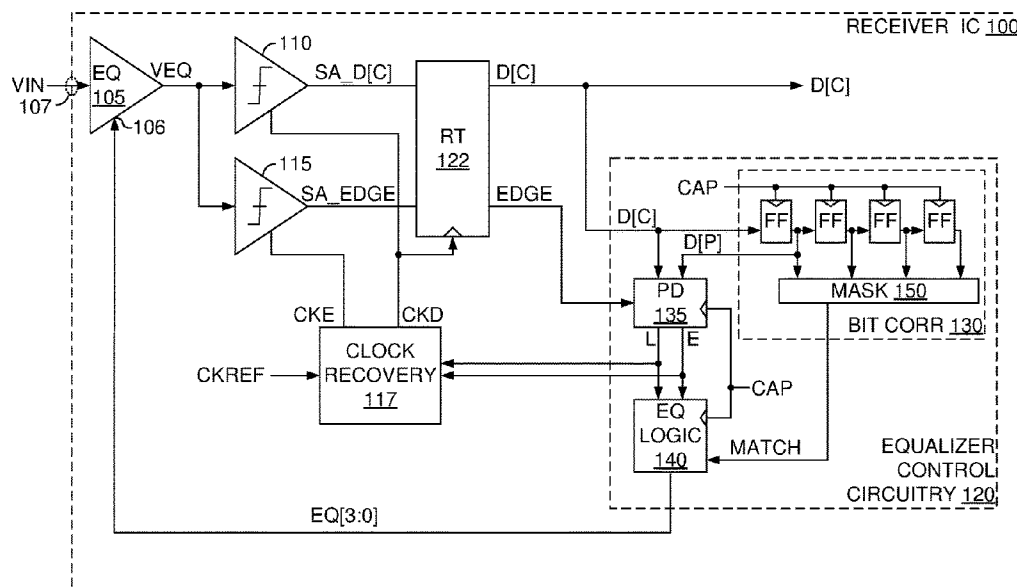 RECEIVER IC 100
110
VIN
107
EQ
105
VEQ
106
SA_D[C]
D[C]
D[C]
RT
122
115
SA_EDGE
EDGE
CAP
FF
FF
FF
FF
D[C]
D[P]
MASK 150
BIT CORR 130
PD
135
L
E
CKE
CKD
CLOCK
RECOVERY
117
CKREF
CAP
EQ
LOGIC
140
MATCH
EQUALIZER
CONTROL
CIRCUITRY 120
EQ[3:0]